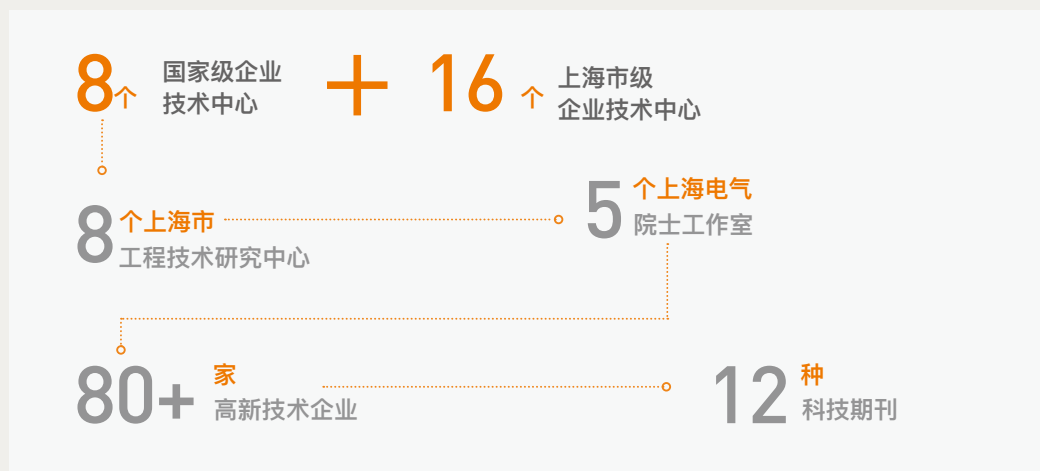 8个 国家级企业
技术中心
+
16个 上海市级
企业技术中心
8个上海市
工程技术研究中心
5个上海电气
院士工作室
80+ 家
高新技术企业
12 种
科技期刊